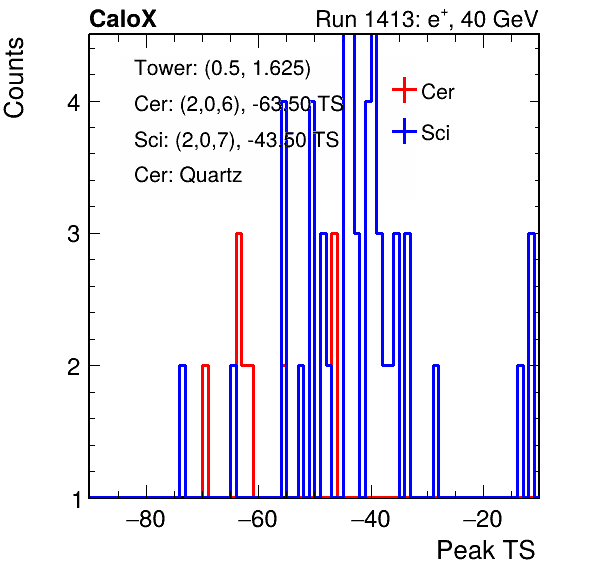 CaloX Run 1413: e⁺, 40 GeV
Counts
Tower: (0.5, 1.625)
Cer: (2,0,6), -63.50 TS
Sci: (2,0,7), -43.50 TS
Cer: Quartz
Cer
Sci
4
3
2
1
−80 −60 −40 −20
Peak TS